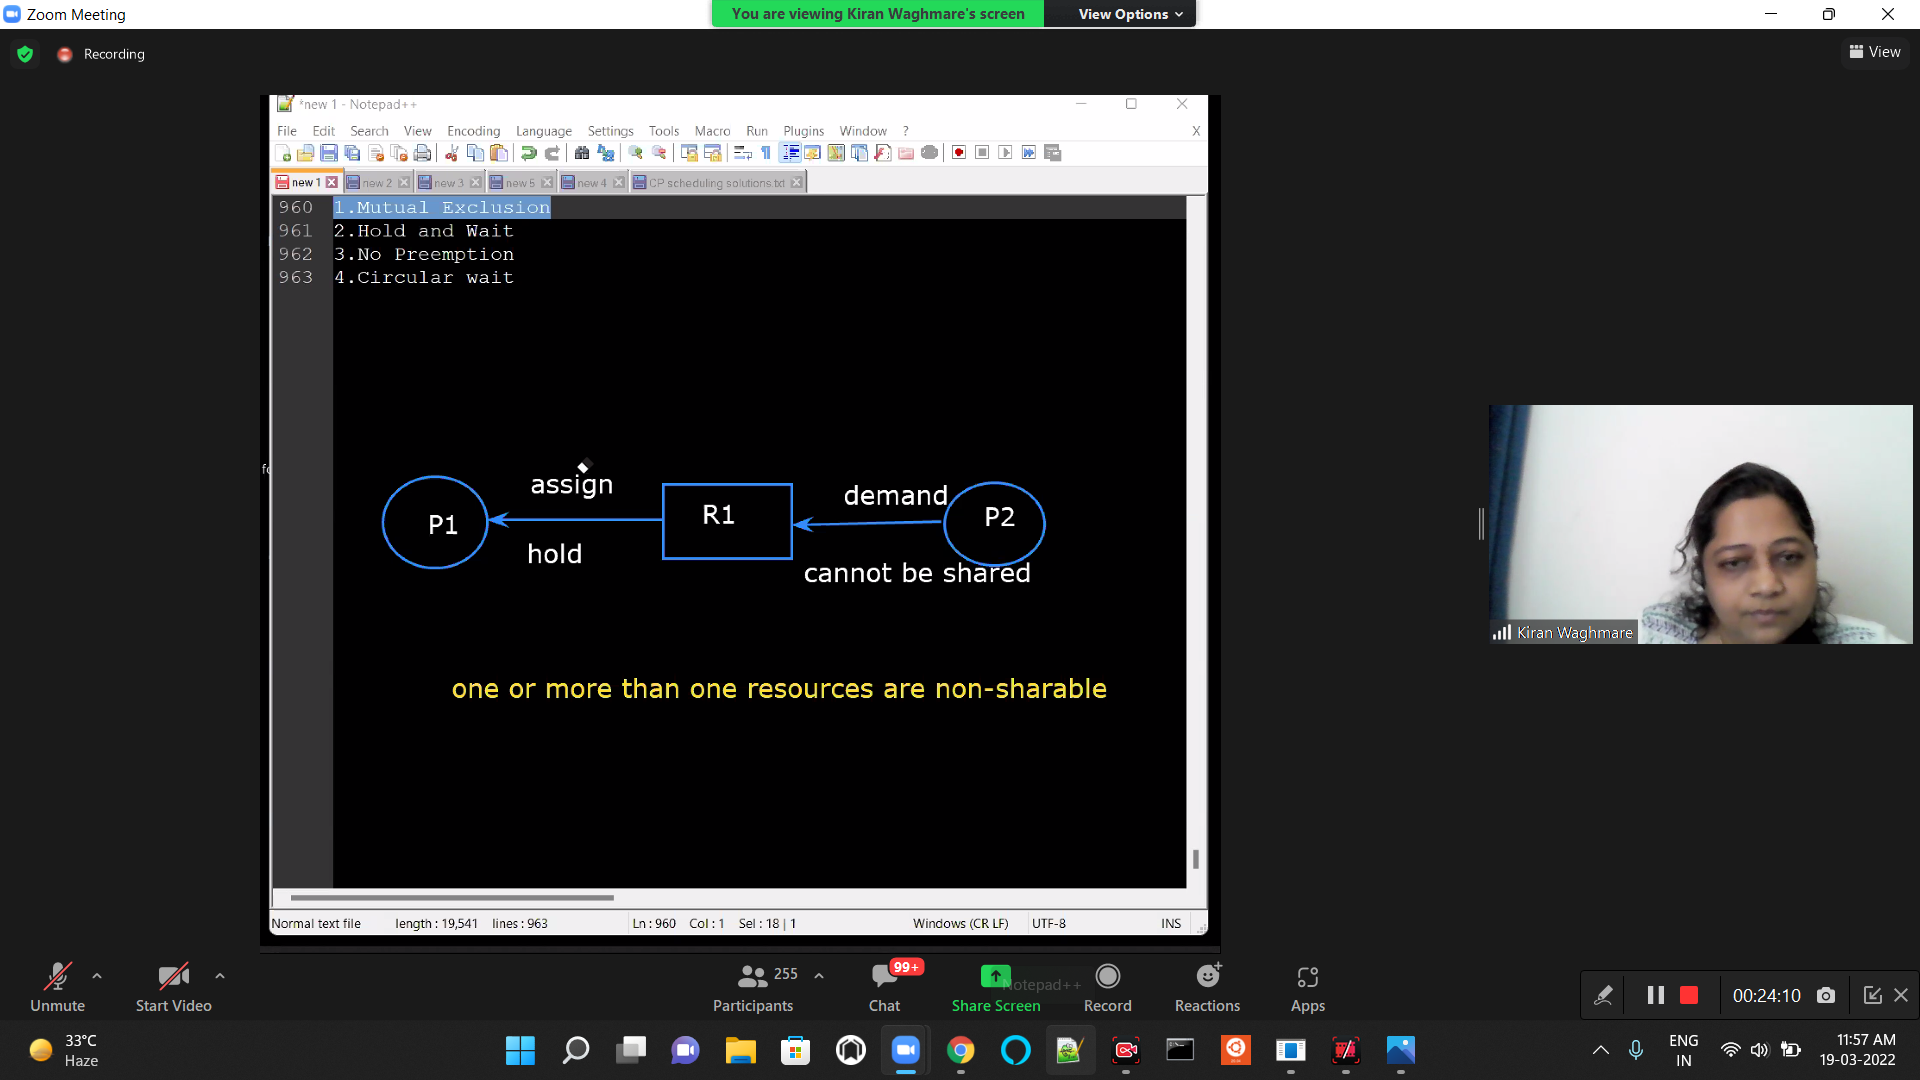 Zoom Meeting
You are viewing Kiran Waghmare's screen
View Options
Recording
View
*new 1 - Notepad++
File Edit Search View Encoding Language Settings Tools Macro Run Plugins Window ?
X
new 1
new 2
new 3
new 5
new 4
CP scheduling solutions.txt
960 1.Mutual Exclusion
961 2.Hold and Wait
962 3.No Preemption
963 4.Circular wait
assign
P1
hold
R1
demand
P2
cannot be shared
one or more than one resources are non-sharable
Kiran Waghmare
Normal text file length : 19,541 lines : 963 Ln : 960 Col : 1 Sel : 18 | 1 Windows (CR LF) UTF-8 INS
Unmute
Start Video
255
Participants
99+
Chat
Share Screen
Notepad++
Record
Reactions
Apps
00:24:10
33°C
Haze
ENG
IN
11:57 AM
19-03-2022